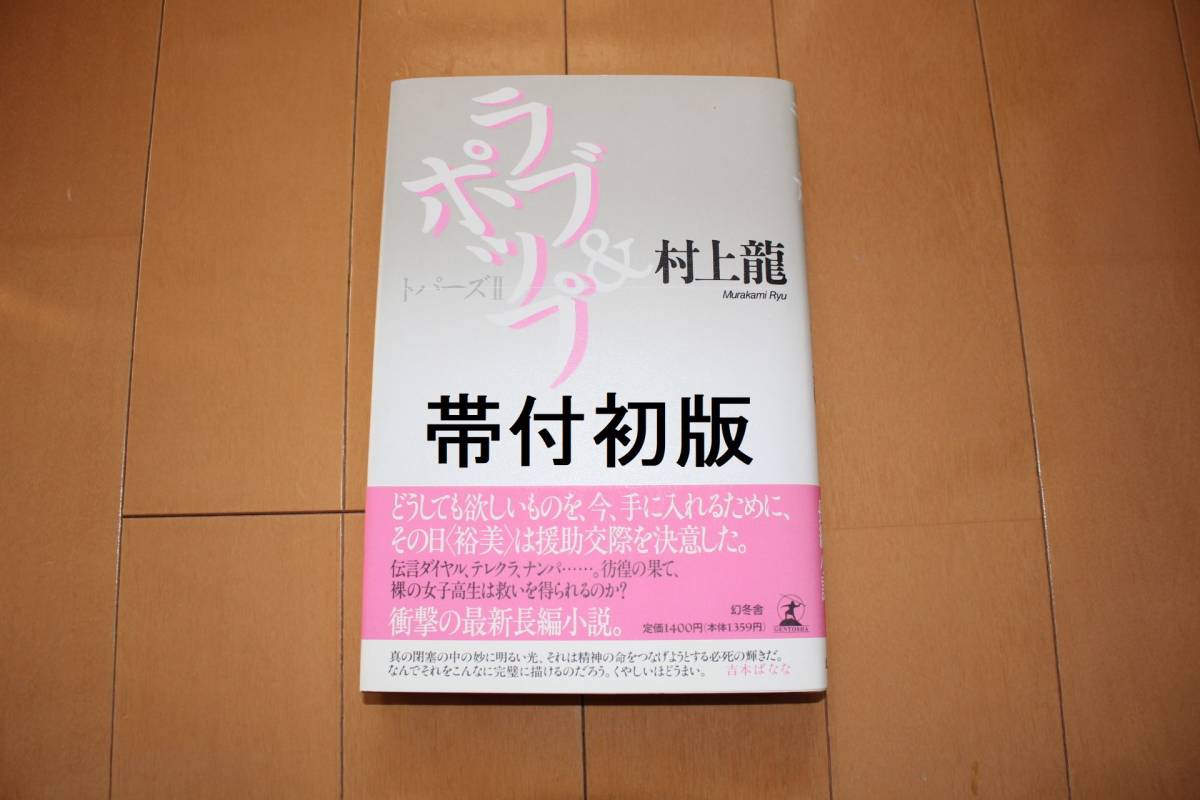 ラブ&
ポップ
トパーズⅡ
村上龍
Murakami Ryu
帯付初版
どうしても欲しいものを、今、手に入れるために、
その日〈裕美〉は援助交際を決意した。
伝言ダイヤル、テレクラ、ナンパ……。彷徨の果て、
裸の女子高生は救いを得られるのか?
衝撃の最新長編小説。
幻冬舎
定価1400円(本体1359円)
GENTOSHA
真の閉塞の中の妙に明るい光、それは精神の命をつなげようとする必死の輝きだ。
なんでそれをこんなに完璧に描けるのだろう。くやしいほどうまい。 吉本ばなな